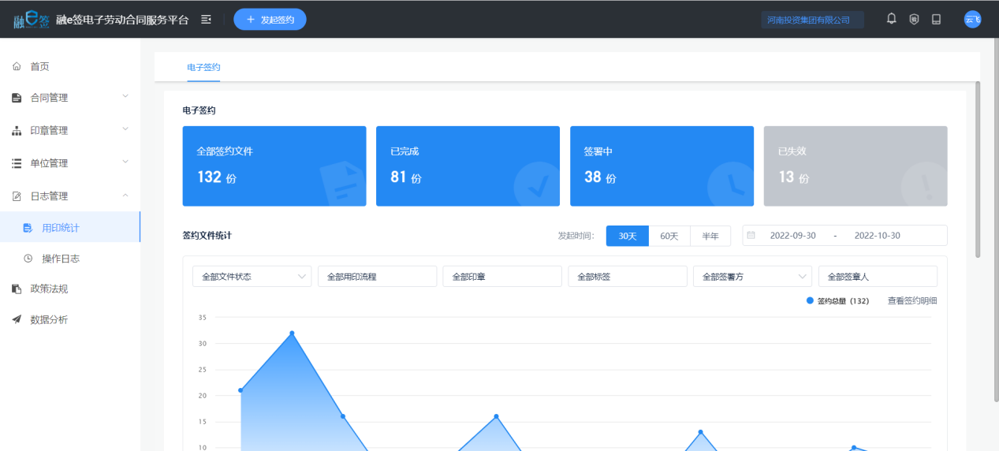 融e签 融e签电子劳动合同服务平台 发起签约 河南投资集团有限公司 云飞
首页
合同管理
印章管理
单位管理
日志管理
用印统计
操作日志
政策法规
数据分析
电子签约
电子签约
全部签约文件
132 份
已完成
81 份
签署中
38 份
已失效
13 份
签约文件统计 发起时间: 30天 60天 半年 2022-09-30 - 2022-10-30
全部文件状态 全部用印流程 全部印章 全部标签 全部签署方 全部签章人
签约总量 (132) 查看签约明细
35
30
25
20
15
10